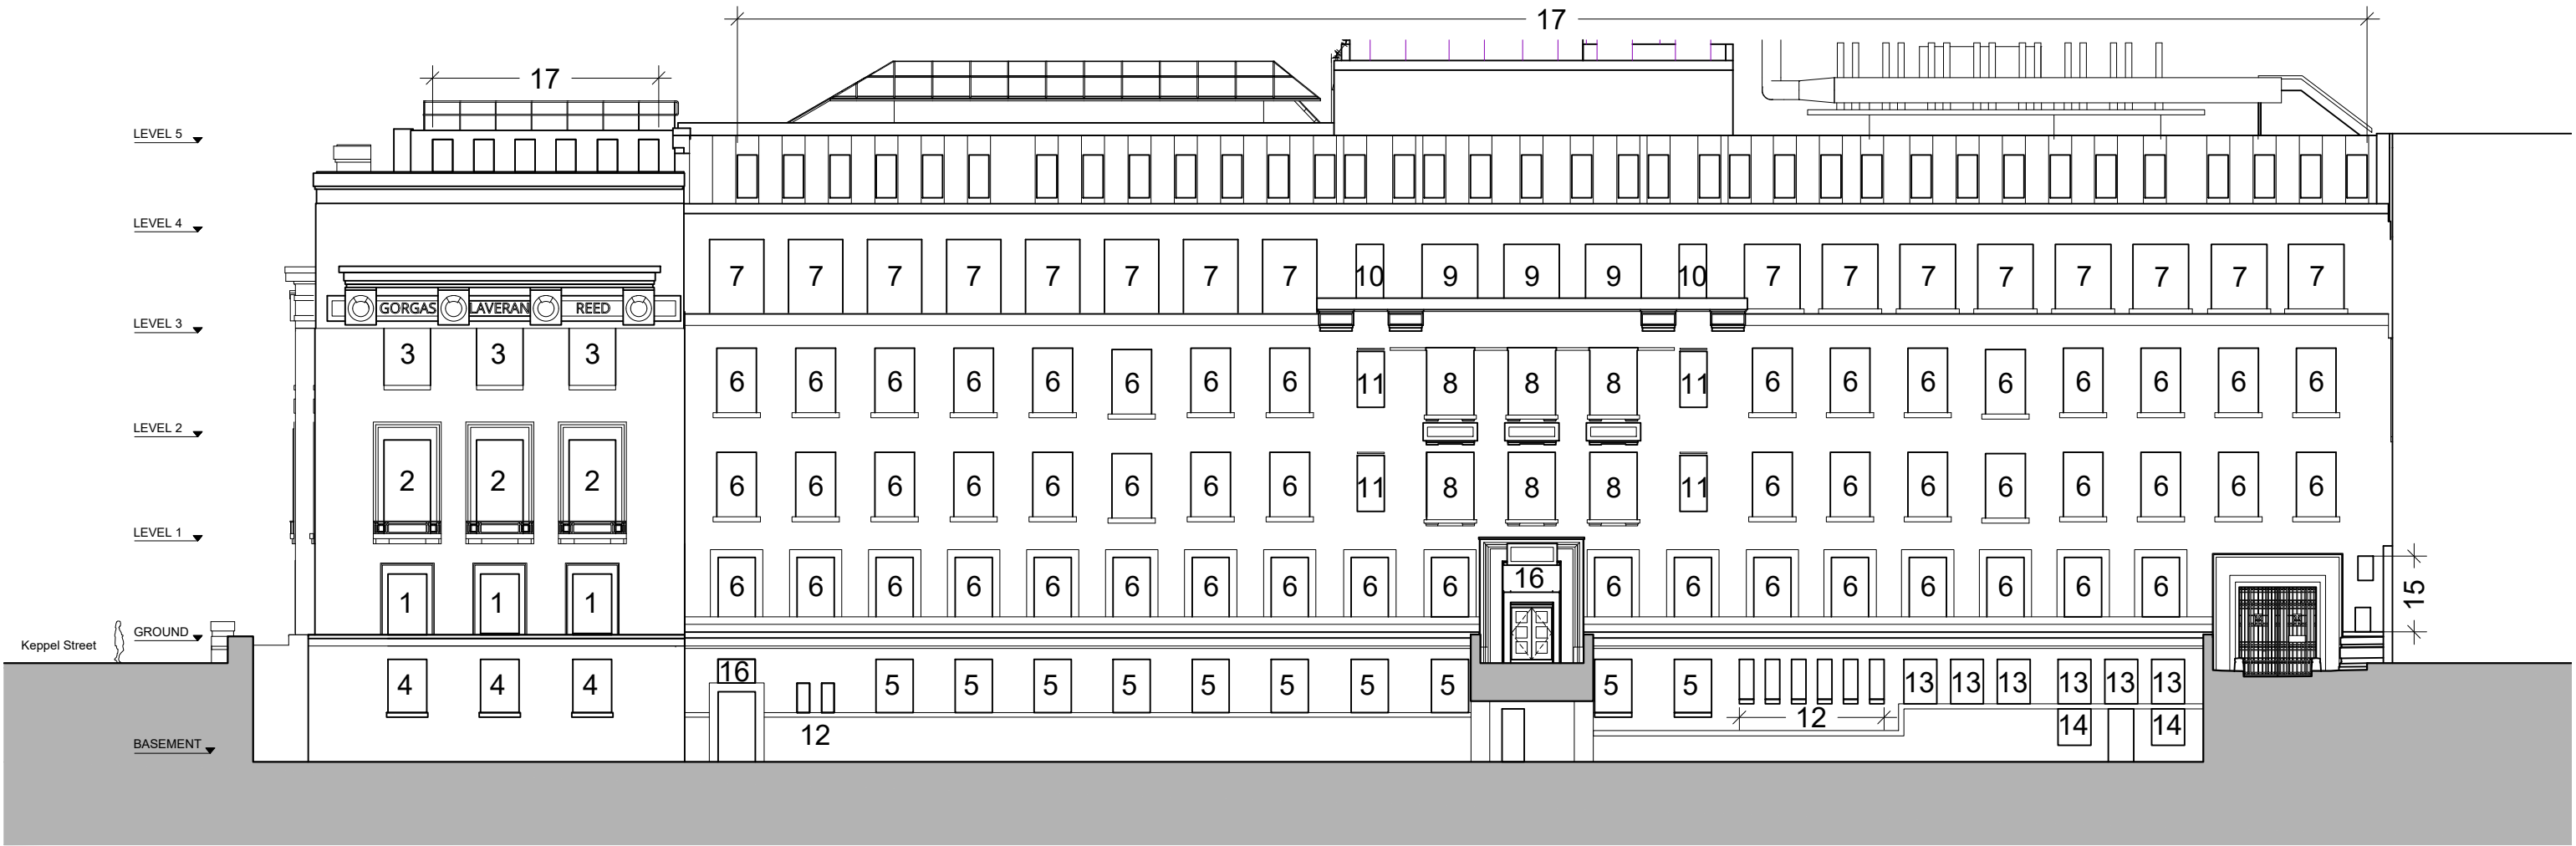 17
17
LEVEL 5
LEVEL 4
7 7 7 7 7 7 7 7 10 9 9 9 10 7 7 7 7 7 7 7 7
GORGAS LAVERAN REED
LEVEL 3
3 3 3 6 6 6 6 6 6 6 6 11 8 8 8 11 6 6 6 6 6 6 6 6
LEVEL 2
2 2 2 6 6 6 6 6 6 6 6 11 8 8 8 11 6 6 6 6 6 6 6 6
LEVEL 1
1 1 1 6 6 6 6 6 6 6 6 6 6 16 6 6 6 6 6 6 6 6 15
GROUND
Keppel Street
4 4 4 16 5 5 5 5 5 5 5 5 5 5 13 13 13 13 13 13
12 12 14 14
BASEMENT